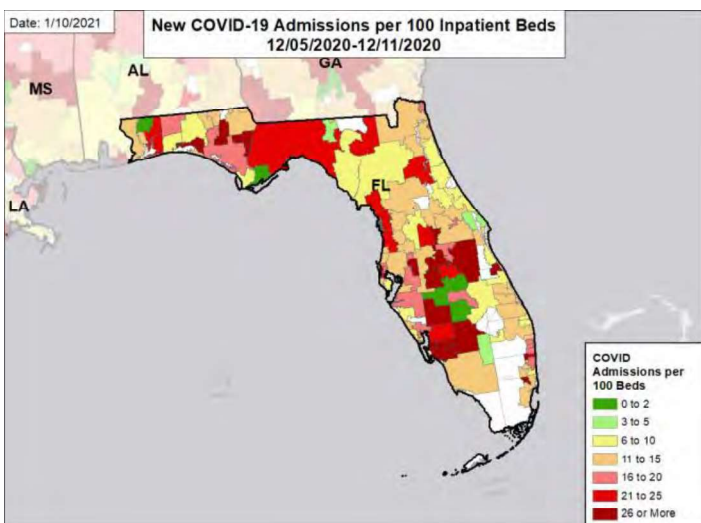 Date: 1/10/2021
New COVID-19 Admissions per 100 Inpatient Beds
12/05/2020-12/11/2020
GA
AL
MS
LA
FL
COVID
Admissions per
100 Beds
0 to 2
3 to 5
6 to 10
11 to 15
16 to 20
21 to 25
26 or More